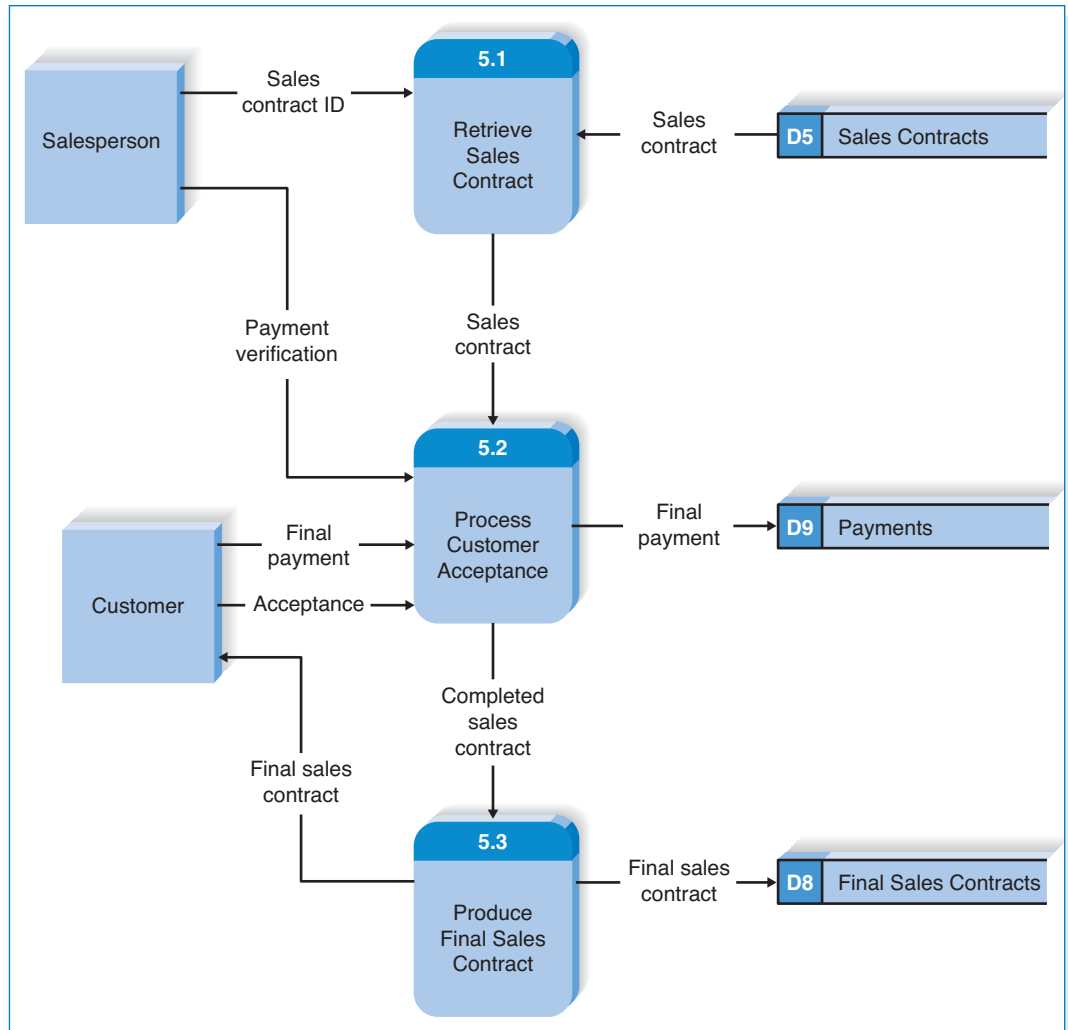 5.1
Sales
contract ID
Salesperson
Retrieve
Sales
Contract
Sales
contract
D5
Sales Contracts
Payment
verification
Sales
contract
5.2
Process
Customer
Acceptance
Final
payment
D9
Payments
Final
payment
Customer
Acceptance
Completed
sales
contract
Final sales
contract
5.3
Produce
Final Sales
Contract
Final sales
contract
D8
Final Sales Contracts